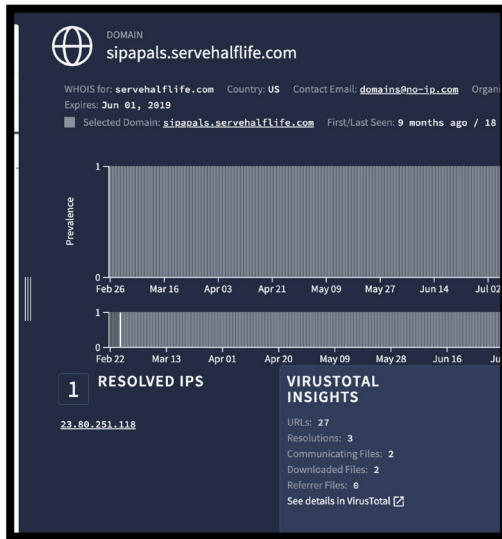 DOMAIN
sipapals.servehalflife.com
WHOIS for: servehalflife.com Country: US Contact Email: domains@no-ip.com Organi
Expires: Jun 01, 2019
Selected Domain: sipapals.servehalflife.com First/Last Seen: 9 months ago / 18
1
Prevalence
0
Feb 26 Mar 16 Apr 03 Apr 21 May 09 May 27 Jun 14 Jul 02
1
0
Feb 22 Mar 13 Apr 01 Apr 20 May 09 May 28 Jun 16 Ju
1 RESOLVED IPS
23.80.251.118
VIRUSTOTAL
INSIGHTS
URLs: 27
Resolutions: 3
Communicating Files: 2
Downloaded Files: 2
Referrer Files: 0
See details in VirusTotal